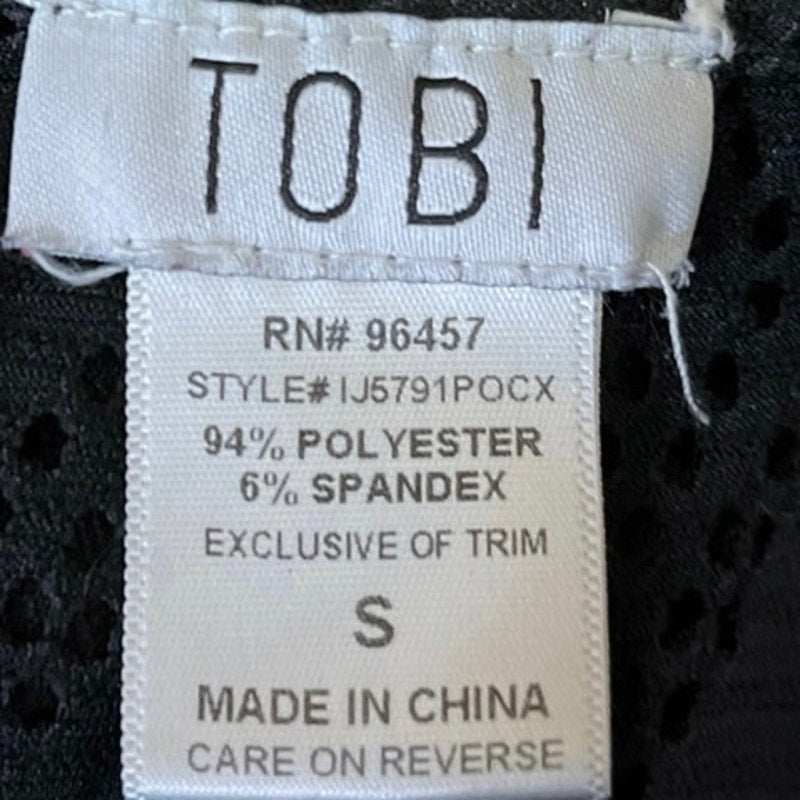 TOBI
RN# 96457
STYLE# IJ5791POCX
94% POLYESTER
6% SPANDEX
EXCLUSIVE OF TRIM
S
MADE IN CHINA
CARE ON REVERSE